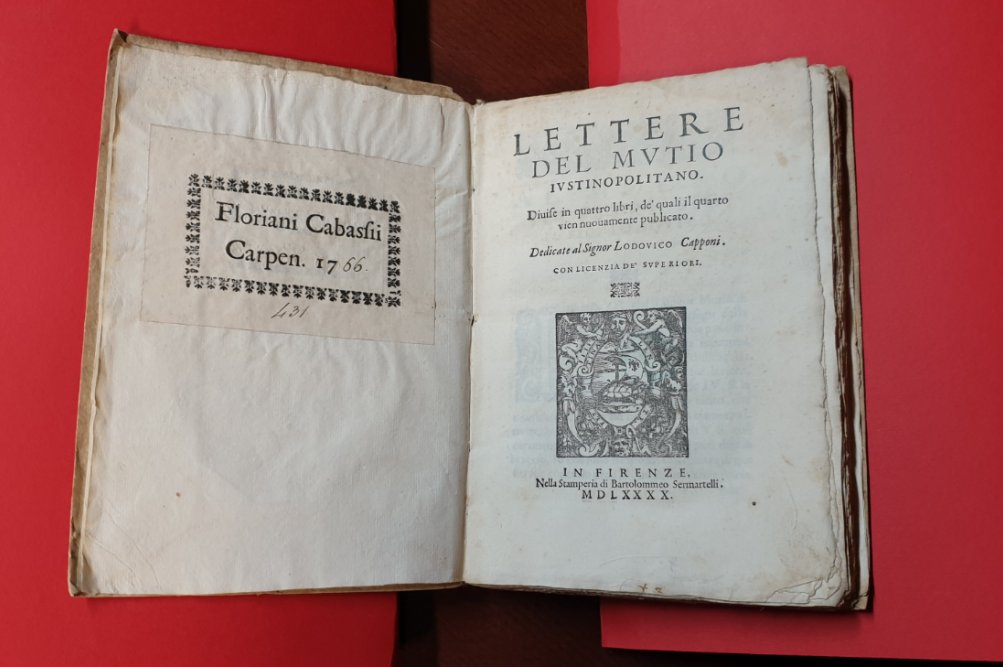 Floriani Cabassii
Carpen. 1766.
431
LETTERE
DEL MVTIO
IVSTINOPOLITANO.
Diuise in quattro libri, de' quali il quarto
vien nuouamente publicato.
Dedicate al Signor LODOVICO Capponi.
CON LICENZIA DE' SVPERIORI.
IN FIRENZE.
Nella Stamperia di Bartolommeo Sermartelli.
MDLXXXX.